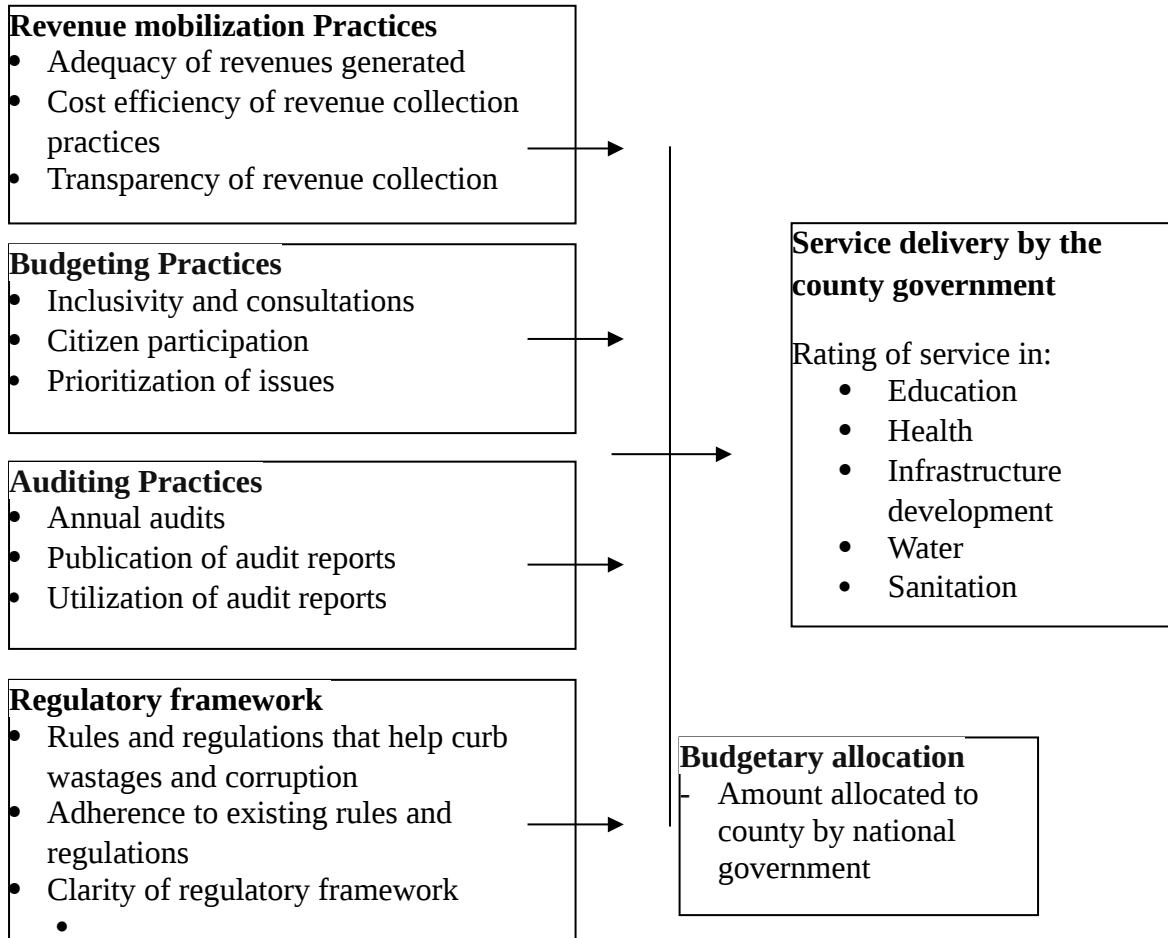 Revenue mobilization Practices
• Adequacy of revenues generated
• Cost efficiency of revenue collection
practices
• Transparency of revenue collection
Budgeting Practices
• Inclusivity and consultations
• Citizen participation
• Prioritization of issues
Auditing Practices
• Annual audits
• Publication of audit reports
• Utilization of audit reports
Regulatory framework
• Rules and regulations that help curb
wastages and corruption
• Adherence to existing rules and
regulations
• Clarity of regulatory framework
•
Service delivery by the
county government
Rating of service in:
• Education
• Health
• Infrastructure
development
• Water
• Sanitation
Budgetary allocation
- Amount allocated to
county by national
government